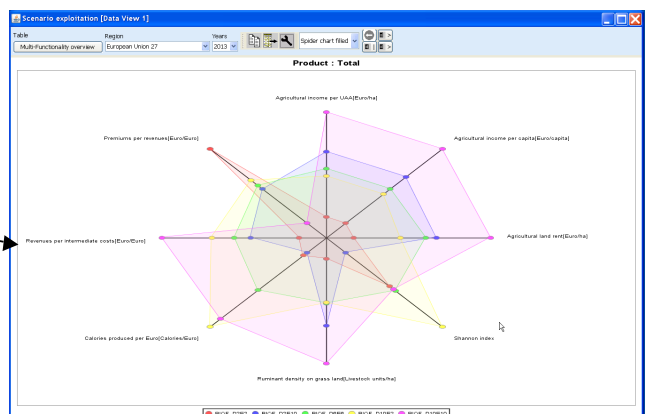 Scenario exploitation [Data View 1]
Table Region Years
Multi-Functionality overview European Union 27 2013 Spider chart filled
Product : Total
Agricultural income per UAA[Euro/ha]
Premiums per revenues[Euro/Euro] Agricultural income per capita[Euro/capita]
Revenues per intermediate costs[Euro/Euro] Agricultural land rent[Euro/ha]
Calories produced per Euro[Calories/Euro] Shannon index
Ruminant density on grass land[Livestock units/ha]